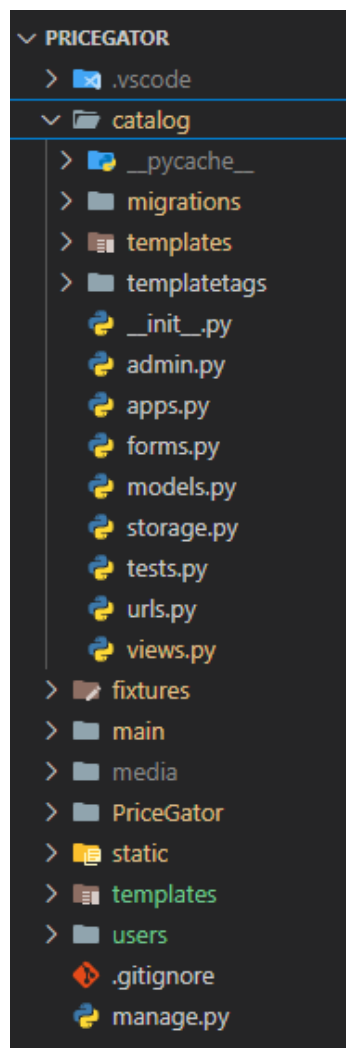 PRICEGATOR
.vscode
catalog
__pycache__
migrations
templates
templatetags
__init__.py
admin.py
apps.py
forms.py
models.py
storage.py
tests.py
urls.py
views.py
fixtures
main
media
PriceGator
static
templates
users
.gitignore
manage.py